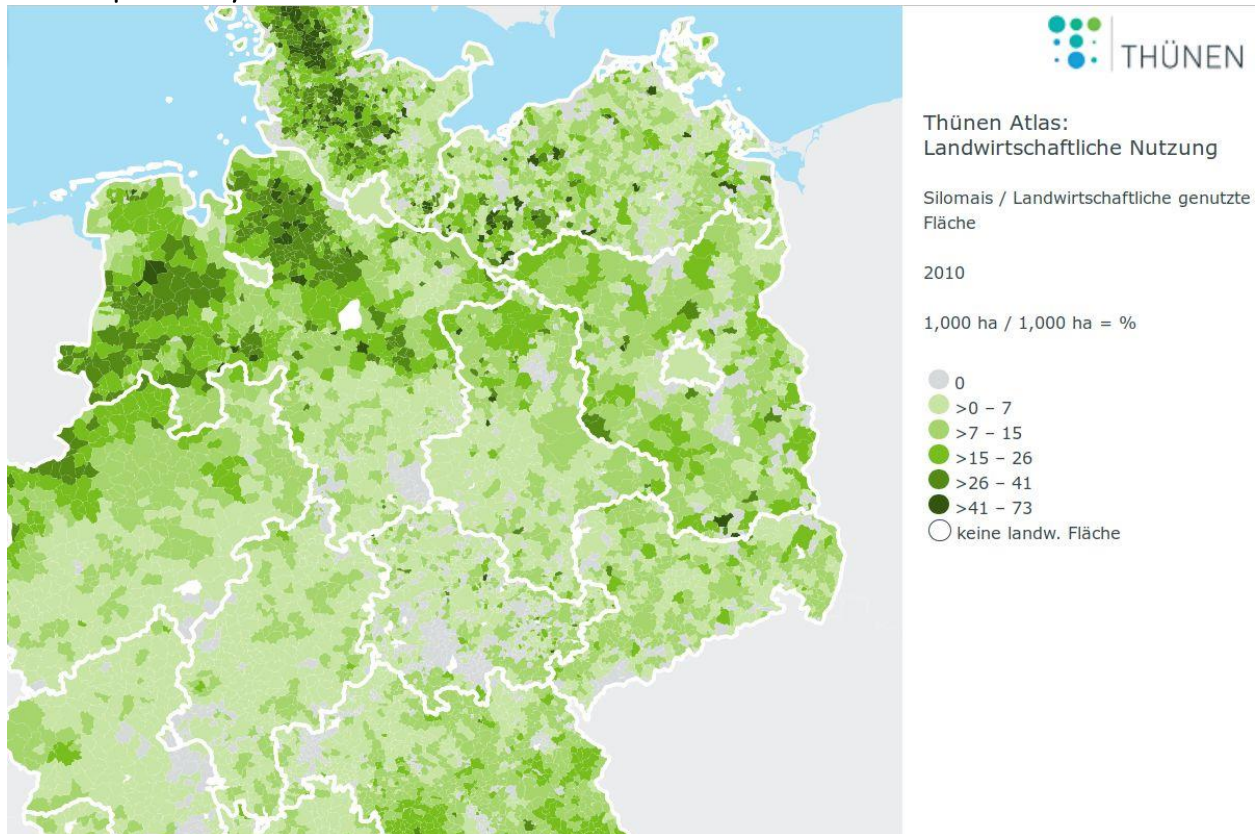 THÜNEN
Thünen Atlas:
Landwirtschaftliche Nutzung
Silomais / Landwirtschaftliche genutzte
Fläche
2010
1,000 ha / 1,000 ha = %
0
>0 – 7
>7 – 15
>15 – 26
>26 – 41
>41 – 73
keine landw. Fläche